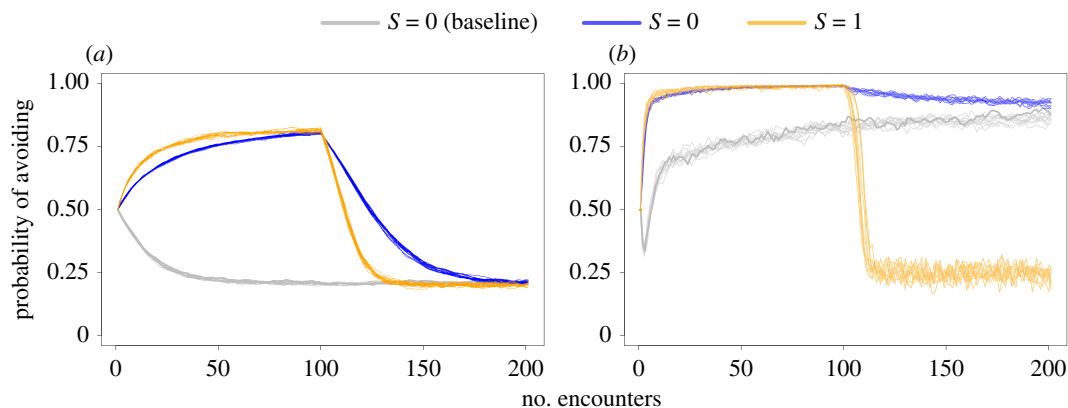 S = 0 (baseline) S = 0 S = 1
(a) (b)
probability of avoiding
1.00 1.00
0.75 0.75
0.50 0.50
0.25 0.25
0 0
0 50 100 150 200 0 50 100 150 200
no. encounters